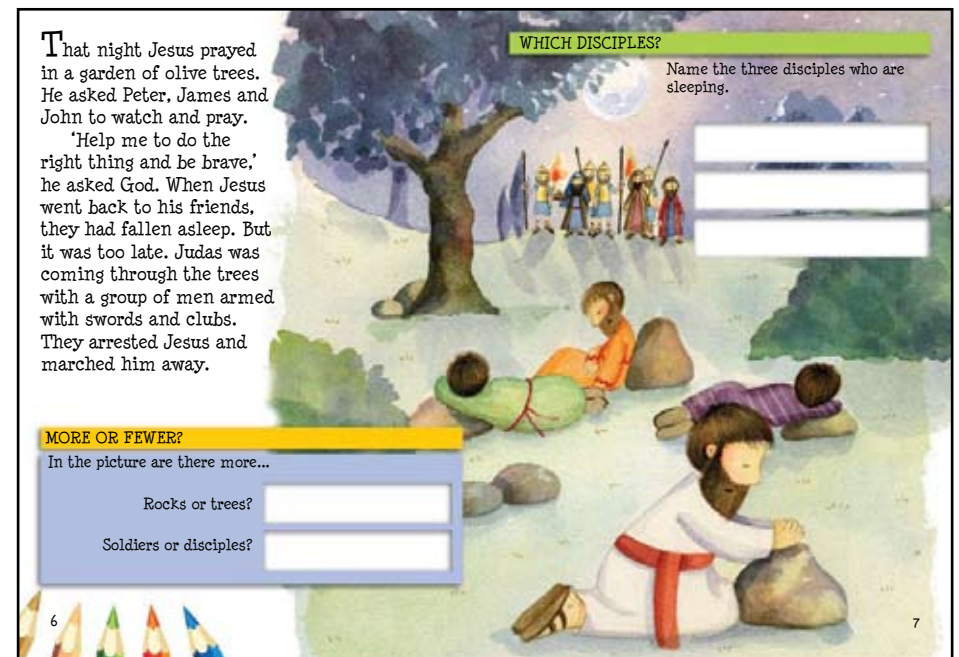 That night Jesus prayed
in a garden of olive trees.
He asked Peter, James and
John to watch and pray.
‘Help me to do the
right thing and be brave,’
he asked God. When Jesus
went back to his friends,
they had fallen asleep. But
it was too late. Judas was
coming through the trees
with a group of men armed
with swords and clubs.
They arrested Jesus and
marched him away.
MORE OR FEWER?
In the picture are there more...
Rocks or trees?
Soldiers or disciples?
6
WHICH DISCIPLES?
Name the three disciples who are
sleeping.
7